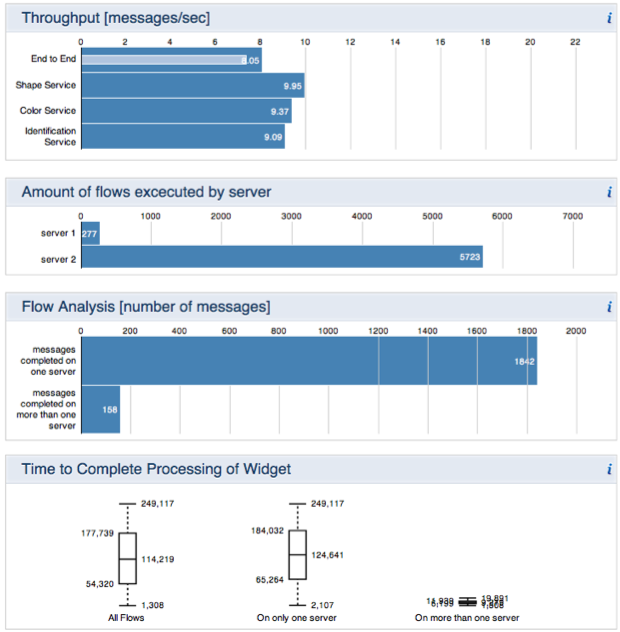 Throughput [messages/sec]
i
0 2 4 6 8 10 12 14 16 18 20 22
End to End
8.05
Shape Service
9.95
Color Service
9.37
Identification
Service
9.09
Amount of flows excecuted by server
i
0 1000 2000 3000 4000 5000 6000 7000
server 1
277
server 2
5723
Flow Analysis [number of messages]
i
0 200 400 600 800 1000 1200 1400 1600 1800 2000
messages
completed on
one server
1842
messages
completed on
more than one
server
158
Time to Complete Processing of Widget
i
249,117
177,739
114,219
54,320
1,308
All Flows
249,117
184,032
124,641
65,264
2,107
On only one server
On more than one server